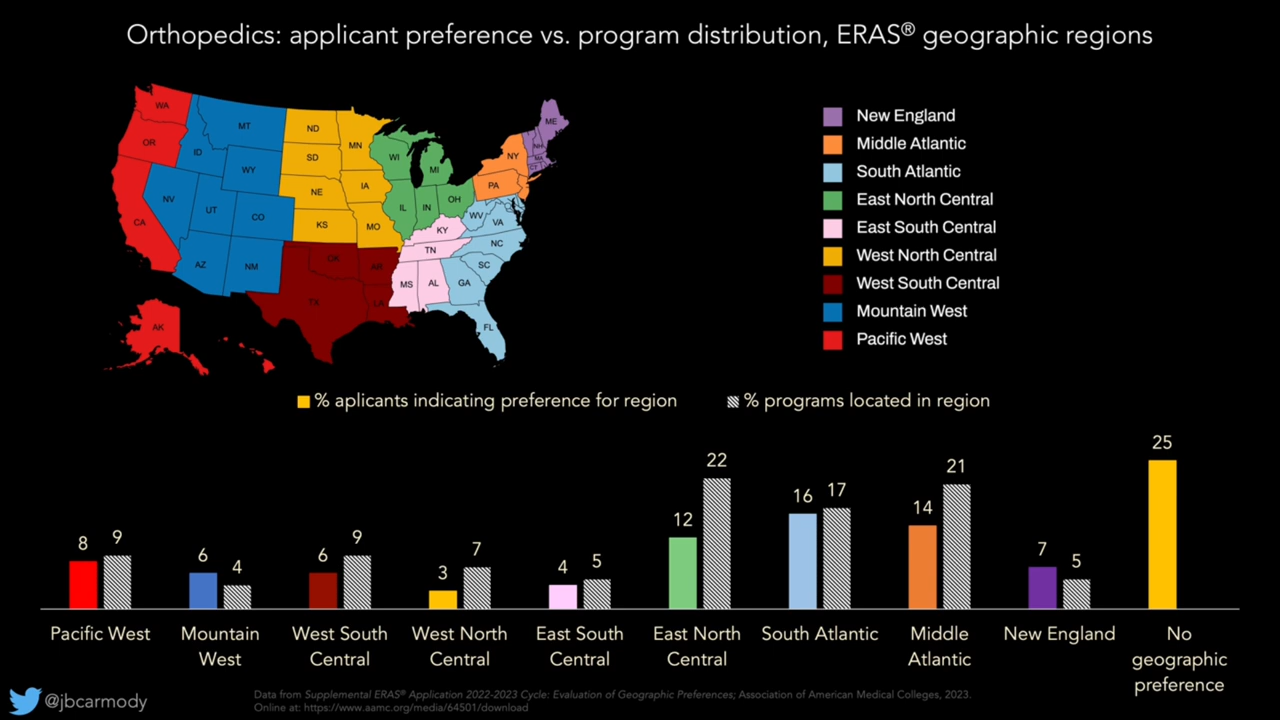 Orthopedics: applicant preference vs. program distribution, ERAS® geographic regions
WA
OR
CA
AK
MT
ID
WY
NV
UT
CO
AZ
NM
ND
SD
NE
KS
MN
IA
MO
OK
AR
TX
LA
WI
MI
IL
IN
OH
KY
TN
MS
AL
WV
VA
NC
SC
GA
FL
NY
PA
ME
NH
MA
CT
New England
Middle Atlantic
South Atlantic
East North Central
East South Central
West North Central
West South Central
Mountain West
Pacific West
% aplicants indicating preference for region
% programs located in region
8 9
6 4
6 9
3 7
4 5
12 22
16 17
14 21
7 5
25
Pacific West
Mountain
West
West South
Central
West North
Central
East South
Central
East North
Central
South Atlantic
Middle
Atlantic
New England
No
geographic
preference
@jbcarmody
Data from Supplemental ERAS® Application 2022-2023 Cycle: Evaluation of Geographic Preferences; Association of American Medical Colleges, 2023.
Online at: https://www.aamc.org/media/64501/download